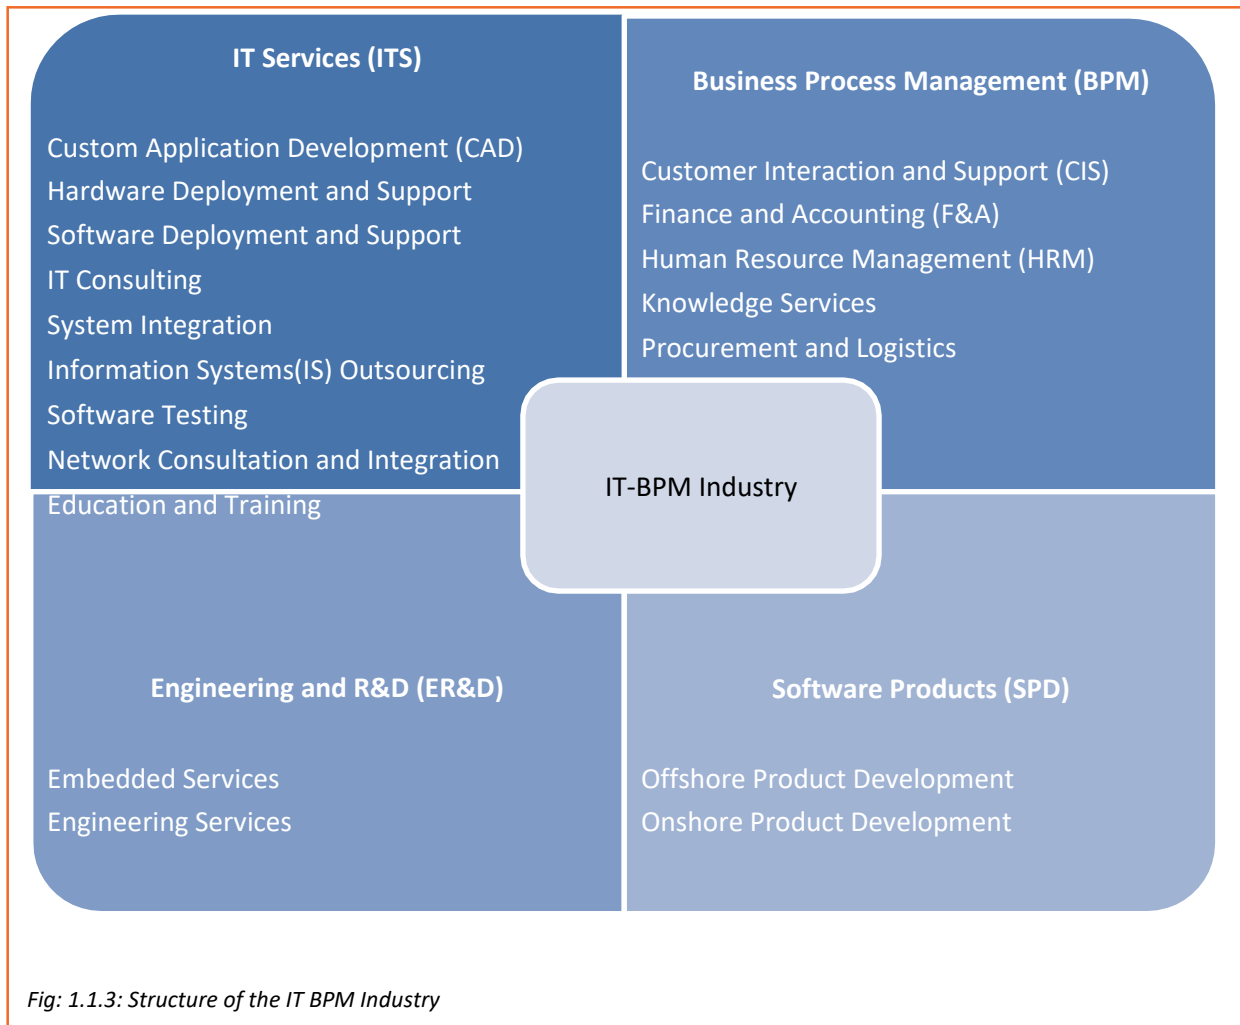 IT Services (ITS)
Custom Application Development (CAD)
Hardware Deployment and Support
Software Deployment and Support
IT Consulting
System Integration
Information Systems(IS) Outsourcing
Software Testing
Network Consultation and Integration
Education and Training
Business Process Management (BPM)
Customer Interaction and Support (CIS)
Finance and Accounting (F&A)
Human Resource Management (HRM)
Knowledge Services
Procurement and Logistics
IT-BPM Industry
Engineering and R&D (ER&D)
Embedded Services
Engineering Services
Software Products (SPD)
Offshore Product Development
Onshore Product Development
Fig: 1.1.3: Structure of the IT BPM Industry